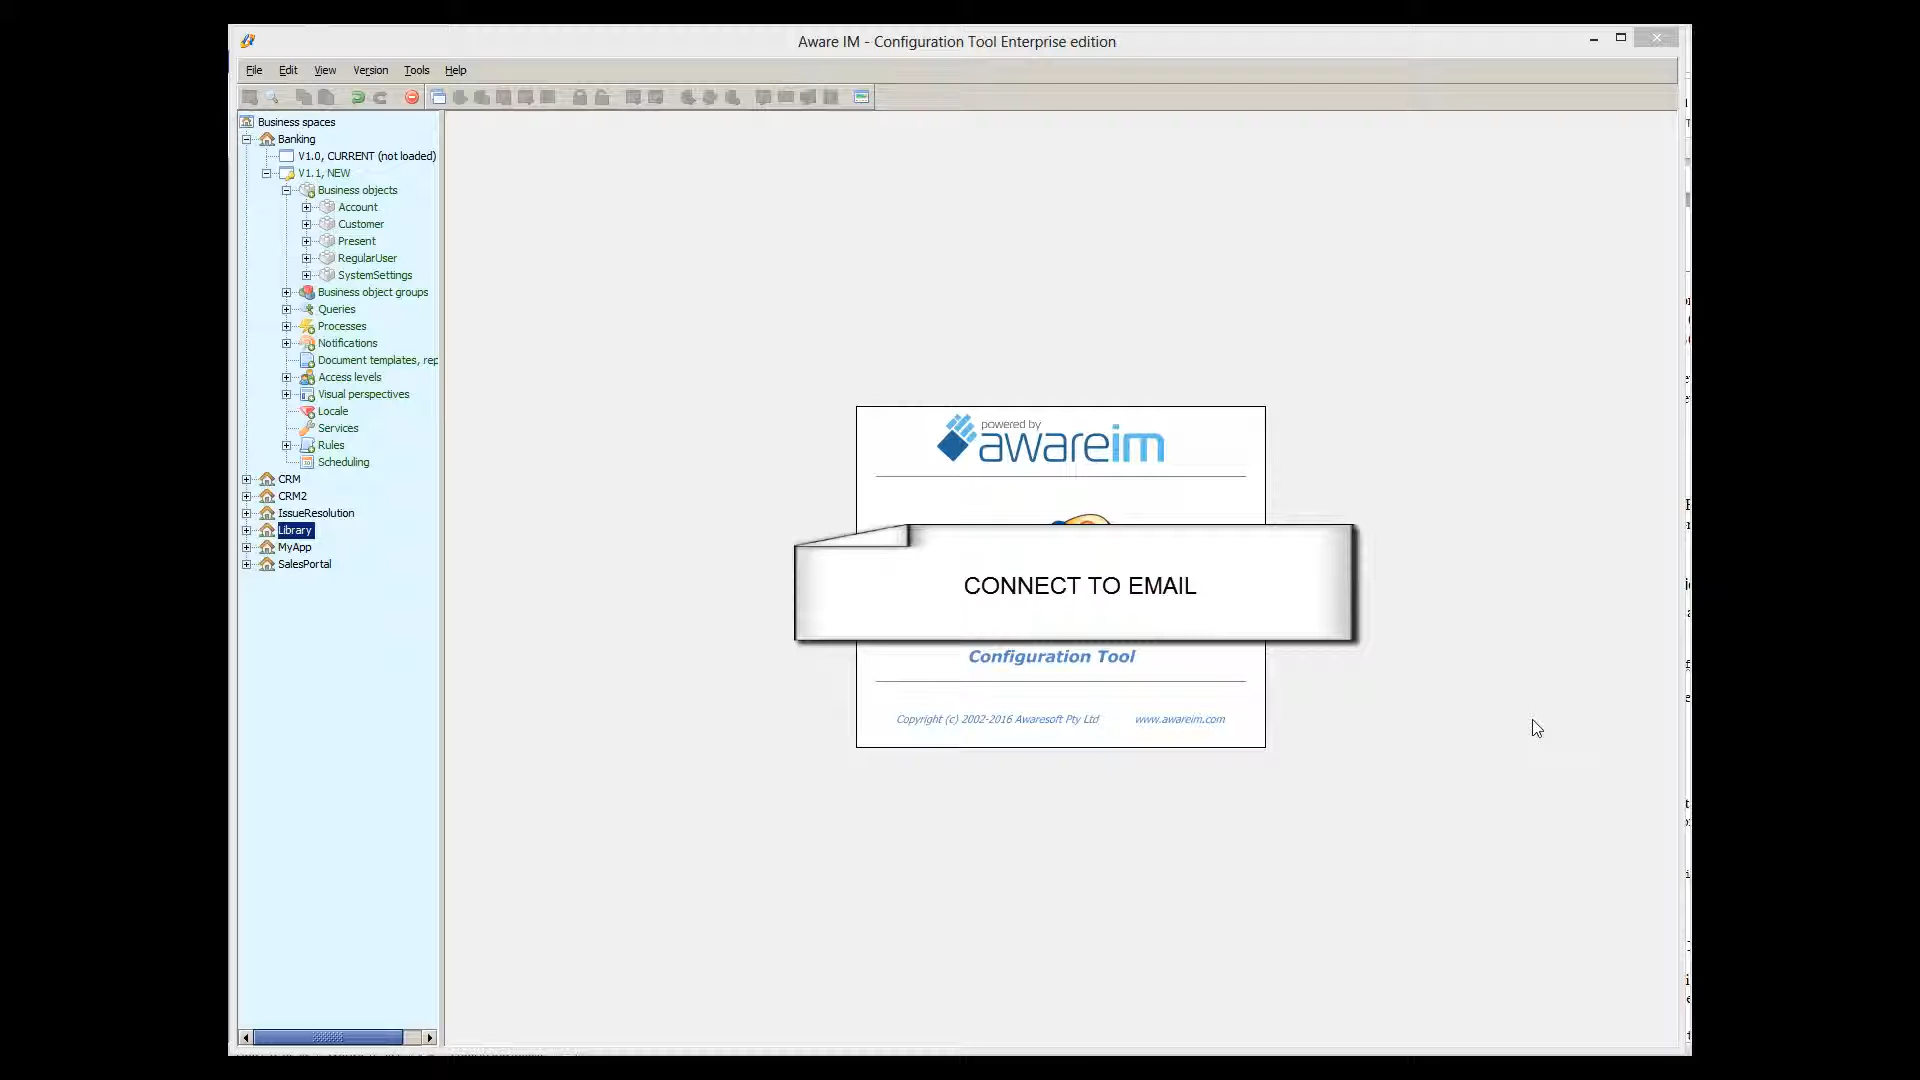 Aware IM - Configuration Tool Enterprise edition
File Edit View Version Tools Help
Business spaces
Banking
V1.0, CURRENT (not loaded)
V1.1, NEW
Business objects
Account
Customer
Present
RegularUser
SystemSettings
Business object groups
Queries
Processes
Notifications
Document templates, rep
Access levels
Visual perspectives
Locale
Services
Rules
Scheduling
CRM
CRM2
IssueResolution
Library
MyApp
SalesPortal
powered by
awareim
CONNECT TO EMAIL
Configuration Tool
Copyright (c) 2002-2016 Awaresoft Pty Ltd www.awareim.com